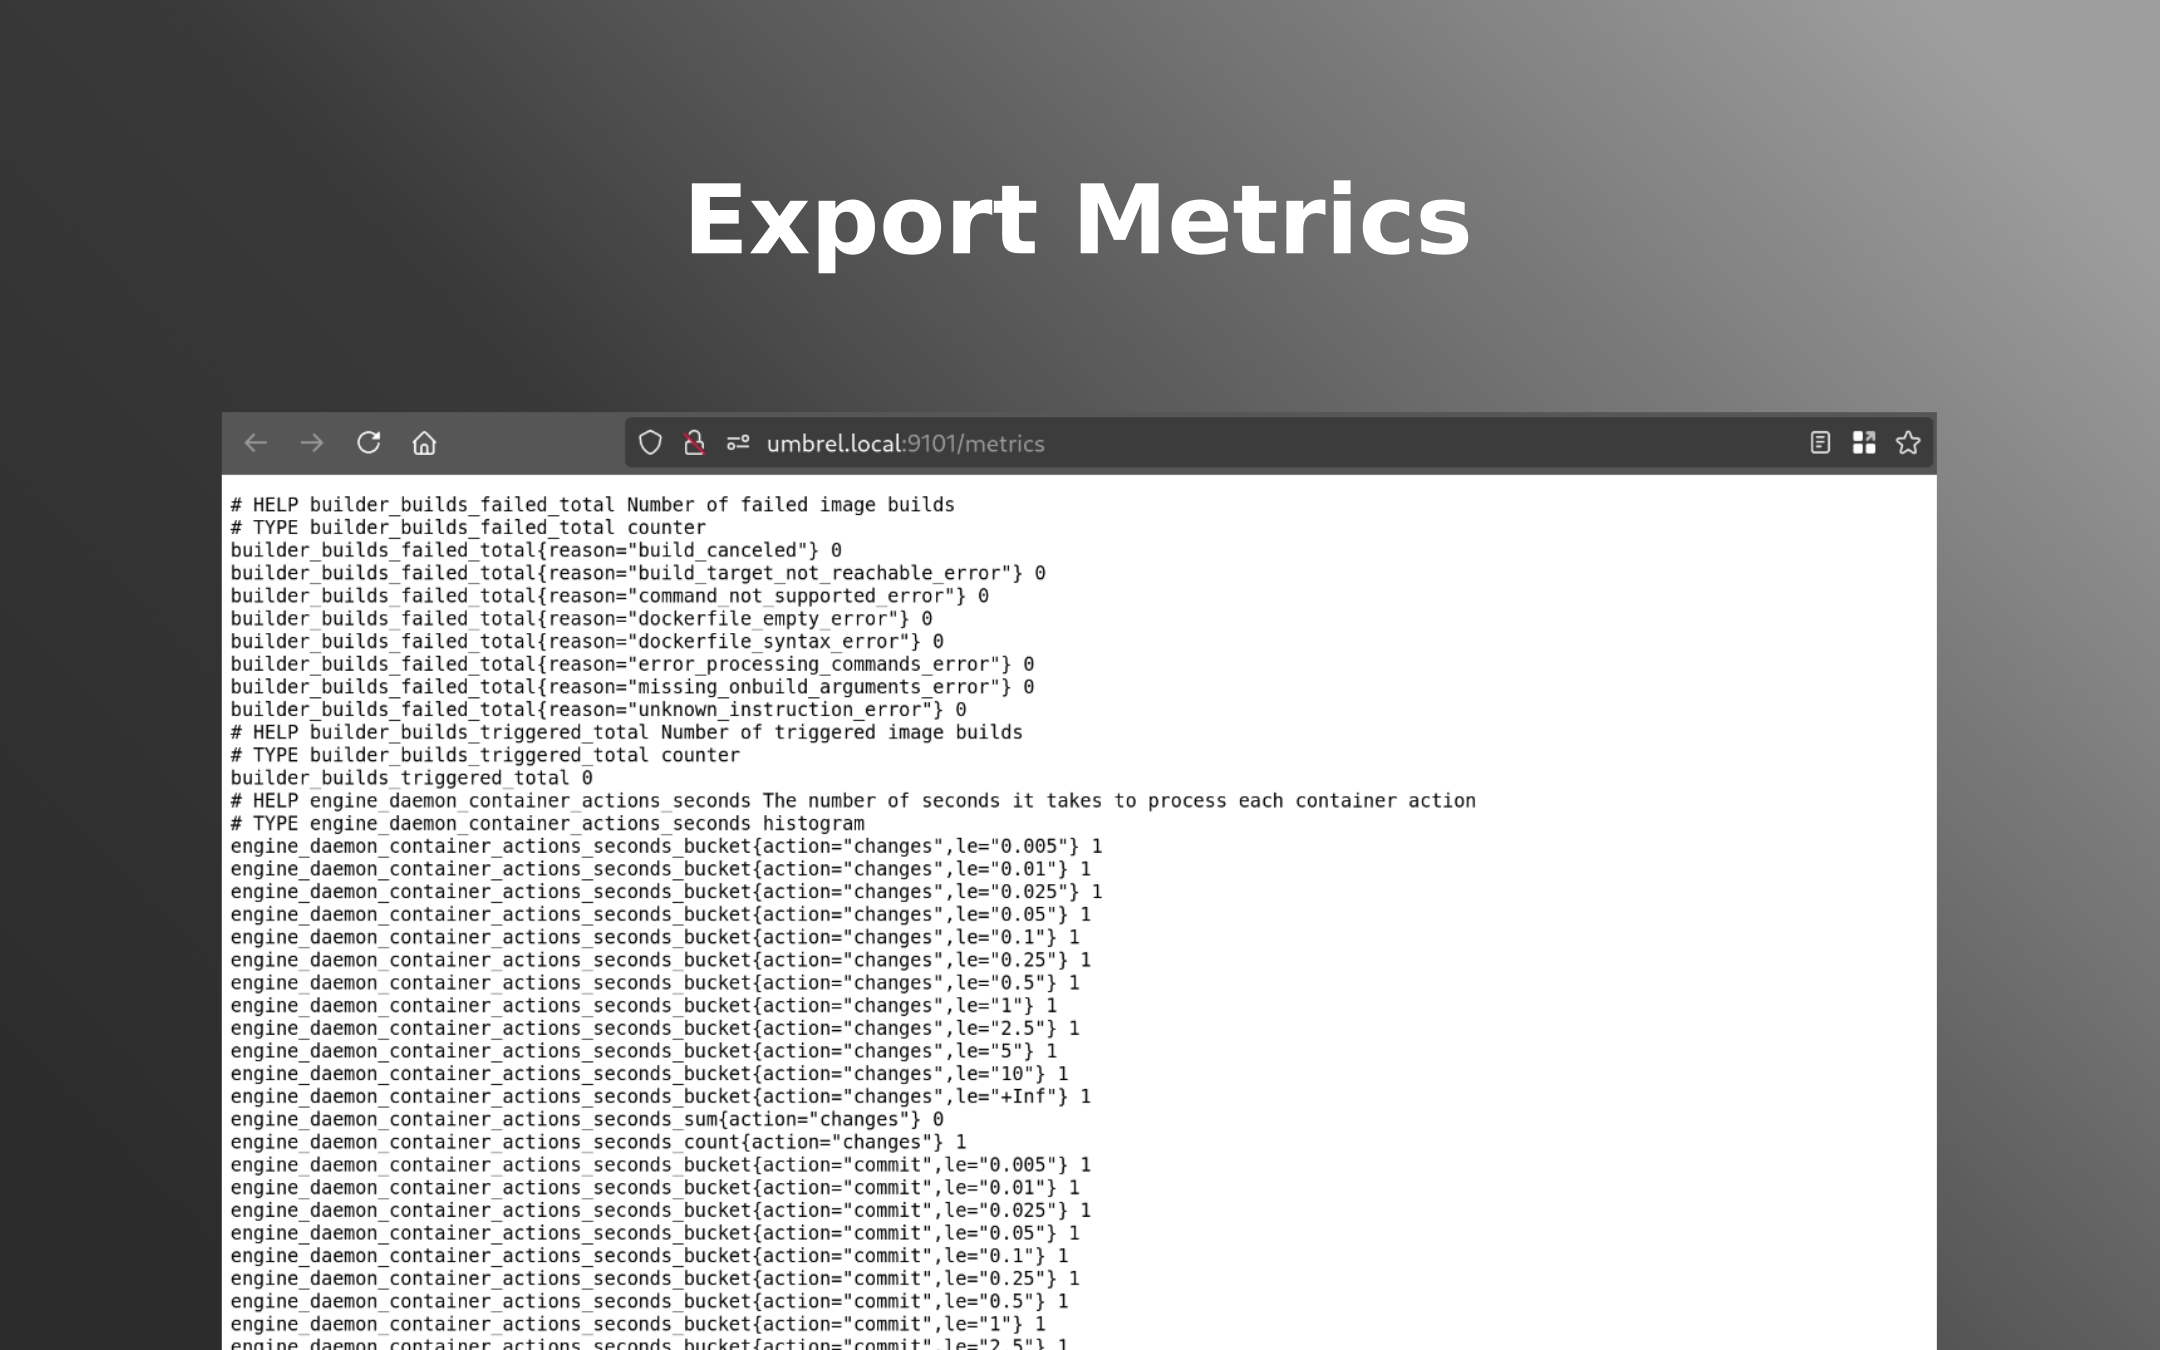 Export Metrics
umbrel.local:9101/metrics
# HELP builder_builds_failed_total Number of failed image builds
# TYPE builder_builds_failed_total counter
builder_builds_failed_total{reason="build_canceled"} 0
builder_builds_failed_total{reason="build_target_not_reachable_error"} 0
builder_builds_failed_total{reason="command_not_supported_error"} 0
builder_builds_failed_total{reason="dockerfile_empty_error"} 0
builder_builds_failed_total{reason="dockerfile_syntax_error"} 0
builder_builds_failed_total{reason="error_processing_commands_error"} 0
builder_builds_failed_total{reason="missing_onbuild_arguments_error"} 0
builder_builds_failed_total{reason="unknown_instruction_error"} 0
# HELP builder_builds_triggered_total Number of triggered image builds
# TYPE builder_builds_triggered_total counter
builder_builds_triggered_total 0
# HELP engine_daemon_container_actions_seconds The number of seconds it takes to process each container action
# TYPE engine_daemon_container_actions_seconds histogram
engine_daemon_container_actions_seconds_bucket{action="changes",le="0.005"} 1
engine_daemon_container_actions_seconds_bucket{action="changes",le="0.01"} 1
engine_daemon_container_actions_seconds_bucket{action="changes",le="0.025"} 1
engine_daemon_container_actions_seconds_bucket{action="changes",le="0.05"} 1
engine_daemon_container_actions_seconds_bucket{action="changes",le="0.1"} 1
engine_daemon_container_actions_seconds_bucket{action="changes",le="0.25"} 1
engine_daemon_container_actions_seconds_bucket{action="changes",le="0.5"} 1
engine_daemon_container_actions_seconds_bucket{action="changes",le="1"} 1
engine_daemon_container_actions_seconds_bucket{action="changes",le="2.5"} 1
engine_daemon_container_actions_seconds_bucket{action="changes",le="5"} 1
engine_daemon_container_actions_seconds_bucket{action="changes",le="10"} 1
engine_daemon_container_actions_seconds_bucket{action="changes",le="+Inf"} 1
engine_daemon_container_actions_seconds_sum{action="changes"} 0
engine_daemon_container_actions_seconds_count{action="changes"} 1
engine_daemon_container_actions_seconds_bucket{action="commit",le="0.005"} 1
engine_daemon_container_actions_seconds_bucket{action="commit",le="0.01"} 1
engine_daemon_container_actions_seconds_bucket{action="commit",le="0.025"} 1
engine_daemon_container_actions_seconds_bucket{action="commit",le="0.05"} 1
engine_daemon_container_actions_seconds_bucket{action="commit",le="0.1"} 1
engine_daemon_container_actions_seconds_bucket{action="commit",le="0.25"} 1
engine_daemon_container_actions_seconds_bucket{action="commit",le="0.5"} 1
engine_daemon_container_actions_seconds_bucket{action="commit",le="1"} 1
engine_daemon_container_actions_seconds_bucket{action="commit",le="2.5"} 1